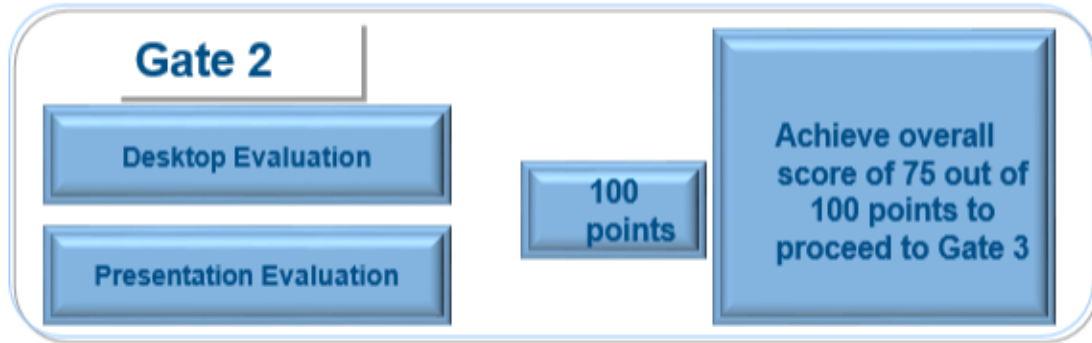 Gate 2
Desktop Evaluation
Presentation Evaluation
100
points
Achieve overall
score of 75 out of
100 points to
proceed to Gate 3